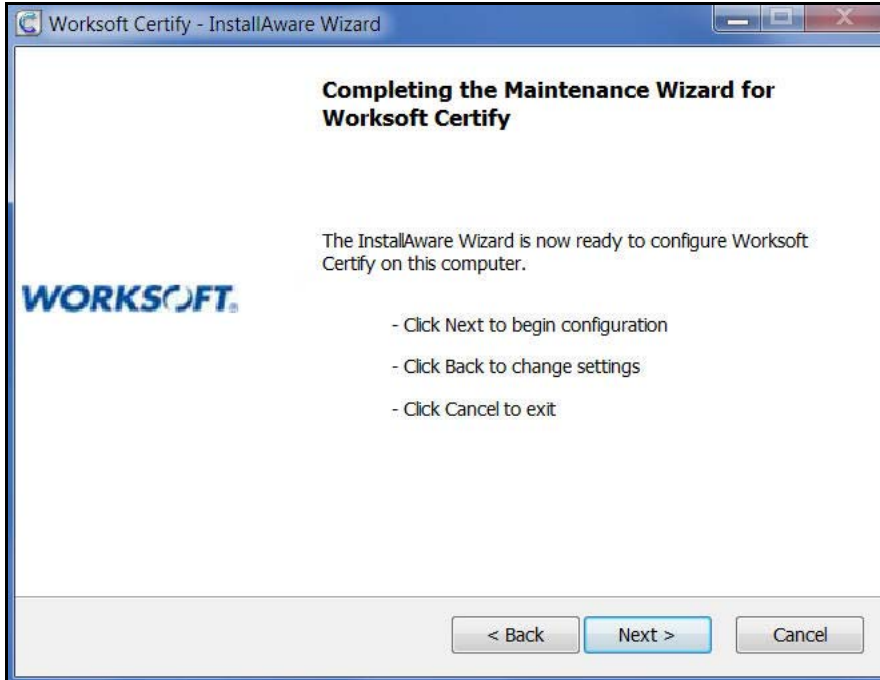 Worksoft Certify - InstallAware Wizard
Completing the Maintenance Wizard for
Worksoft Certify
The InstallAware Wizard is now ready to configure Worksoft
Certify on this computer.
WORKSOFT®
- Click Next to begin configuration
- Click Back to change settings
- Click Cancel to exit
< Back
Next >
Cancel